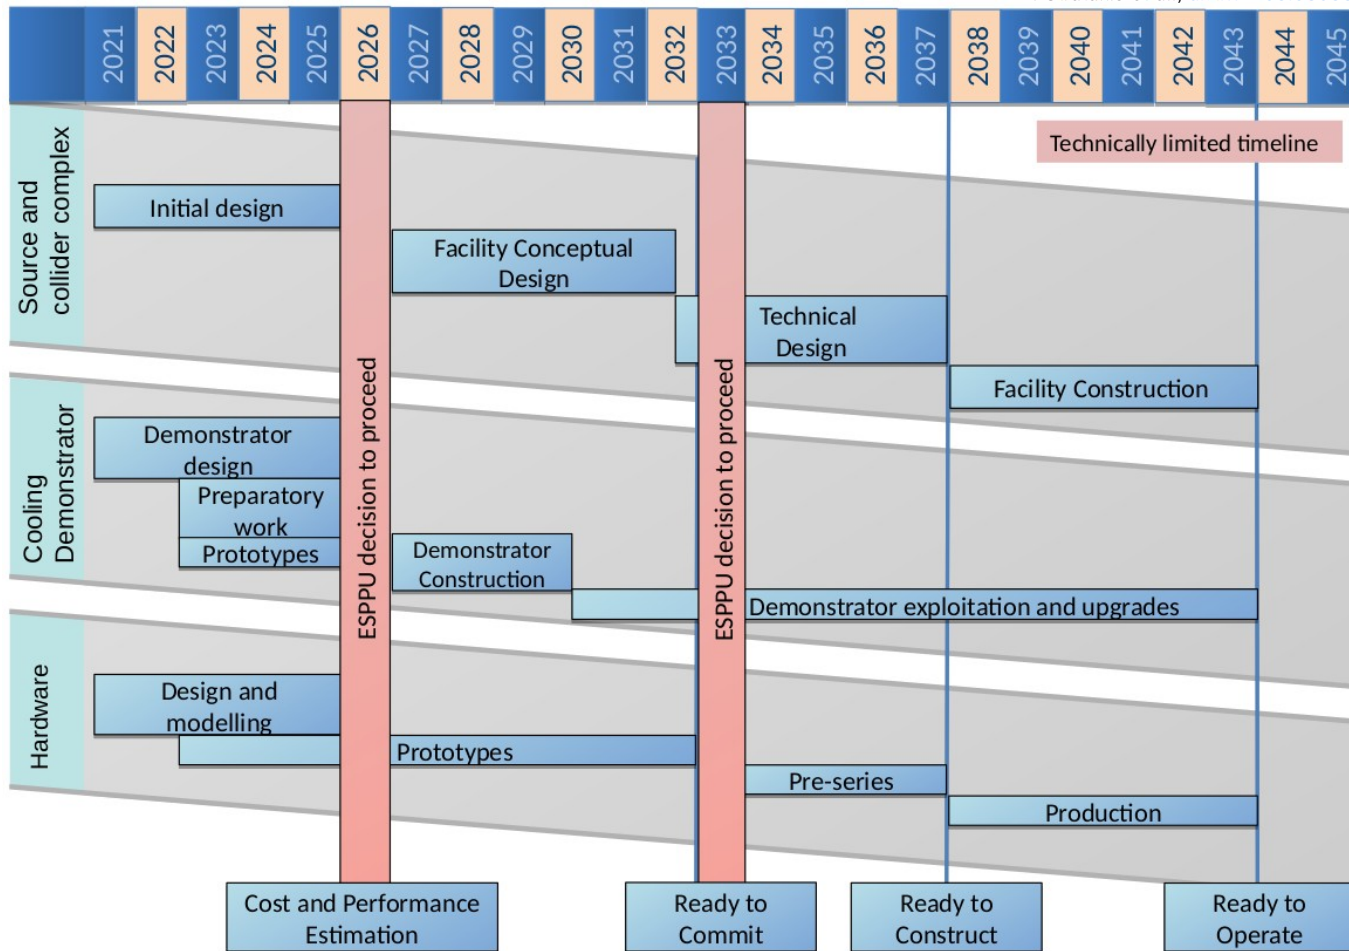 2021 2022 2023 2024 2025 2026 2027 2028 2029 2030 2031 2032 2033 2034 2035 2036 2037 2038 2039 2040 2041 2042 2043 2044 2045
Technically limited timeline
Source and
collider complex
Initial design
Facility Conceptual
Design
Technical
Design
Facility Construction
ESPPU decision to proceed
ESPPU decision to proceed
Cooling
Demonstrator
Demonstrator
design
Preparatory
work
Prototypes
Demonstrator
Construction
Demonstrator exploitation and upgrades
Hardware
Design and
modelling
Prototypes
Pre-series
Production
Cost and Performance
Estimation
Ready to
Commit
Ready to
Construct
Ready to
Operate